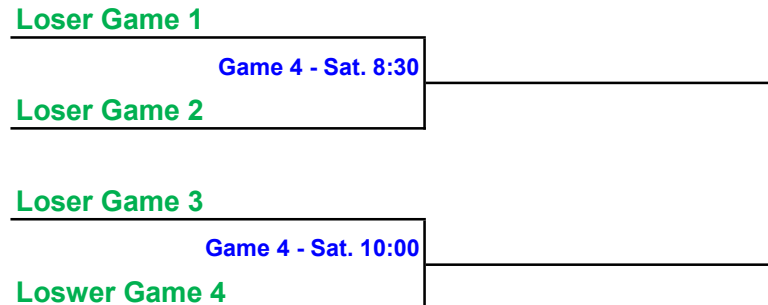 Loser Game 1
Game 4 - Sat. 8:30
Loser Game 2
Loser Game 3
Game 4 - Sat. 10:00
Loswer Game 4